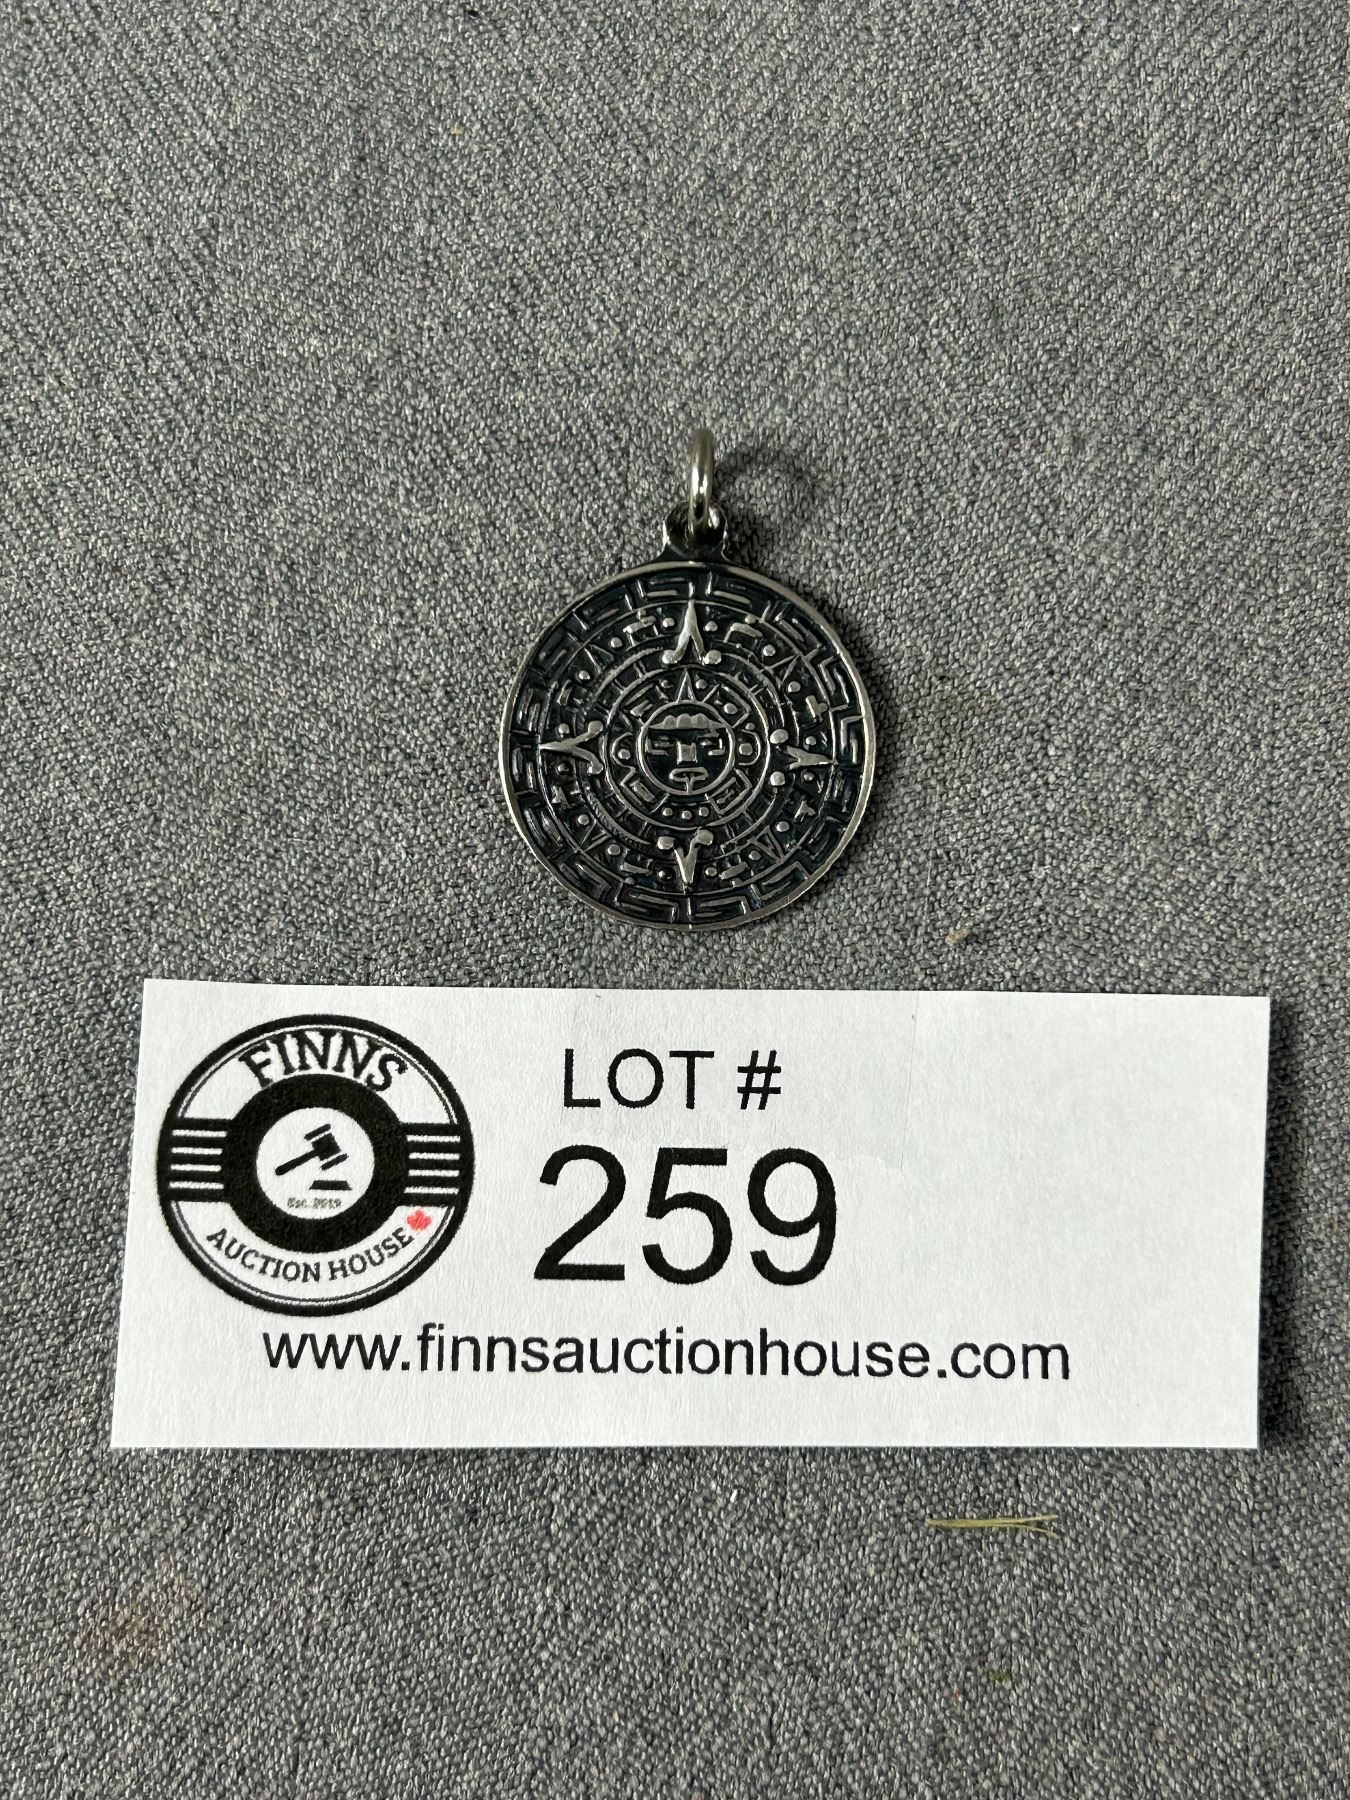 FINNS
Est. 2019
AUCTION HOUSE
LOT #
259
www.finnsauctionhouse.com